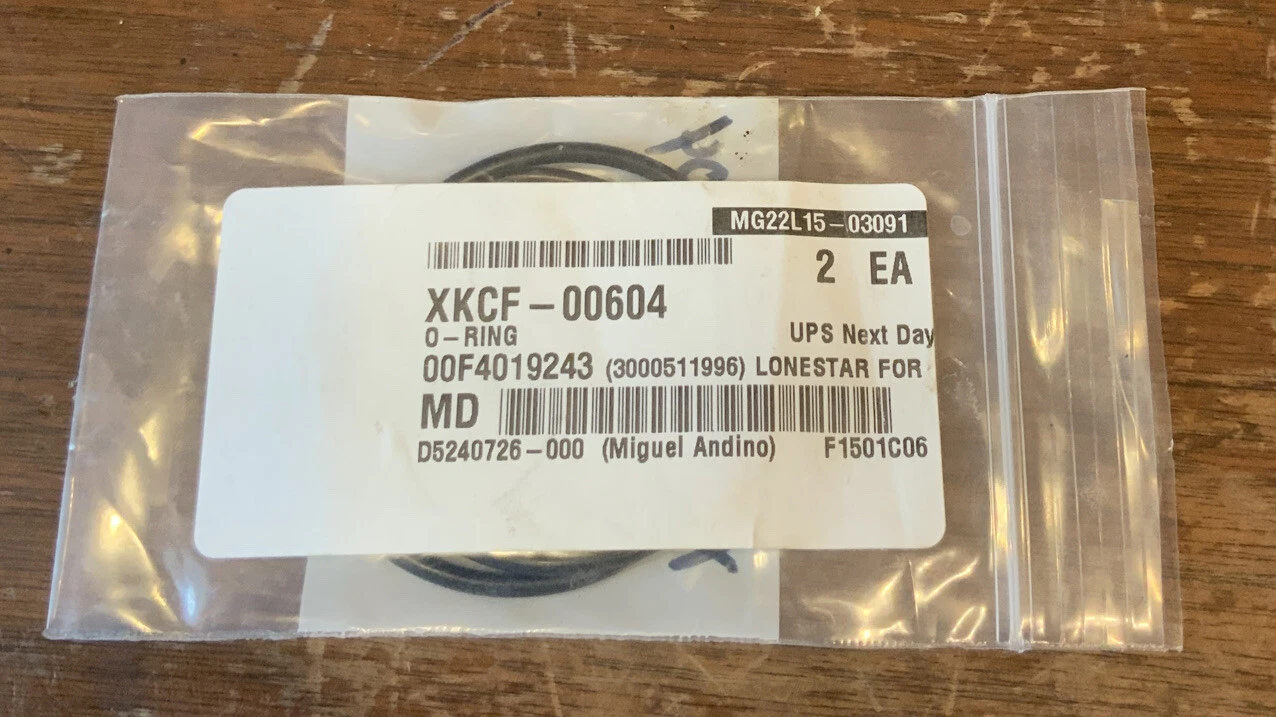 MG22L15-03091
2 EA
XKCF-00604
O-RING UPS Next Day
00F4019243 (3000511996) LONESTAR FOR
MD
D5240726-000 (Miguel Andino) F1501C06